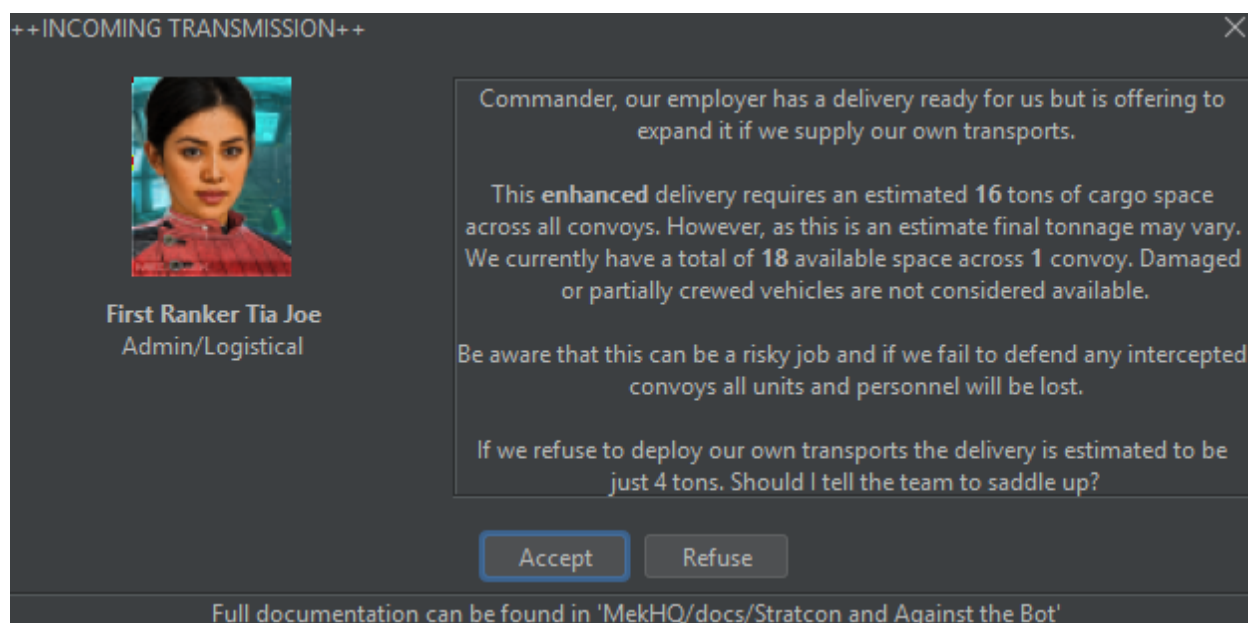 ++INCOMING TRANSMISSION++
First Ranker Tia Joe
Admin/Logistical
Commander, our employer has a delivery ready for us but is offering to
expand it if we supply our own transports.
This enhanced delivery requires an estimated 16 tons of cargo space
across all convoys. However, as this is an estimate final tonnage may vary.
We currently have a total of 18 available space across 1 convoy. Damaged
or partially crewed vehicles are not considered available.
Be aware that this can be a risky job and if we fail to defend any intercepted
convoys all units and personnel will be lost.
If we refuse to deploy our own transports the delivery is estimated to be
just 4 tons. Should I tell the team to saddle up?
Accept
Refuse
Full documentation can be found in 'MekHQ/docs/Stratcon and Against the Bot'